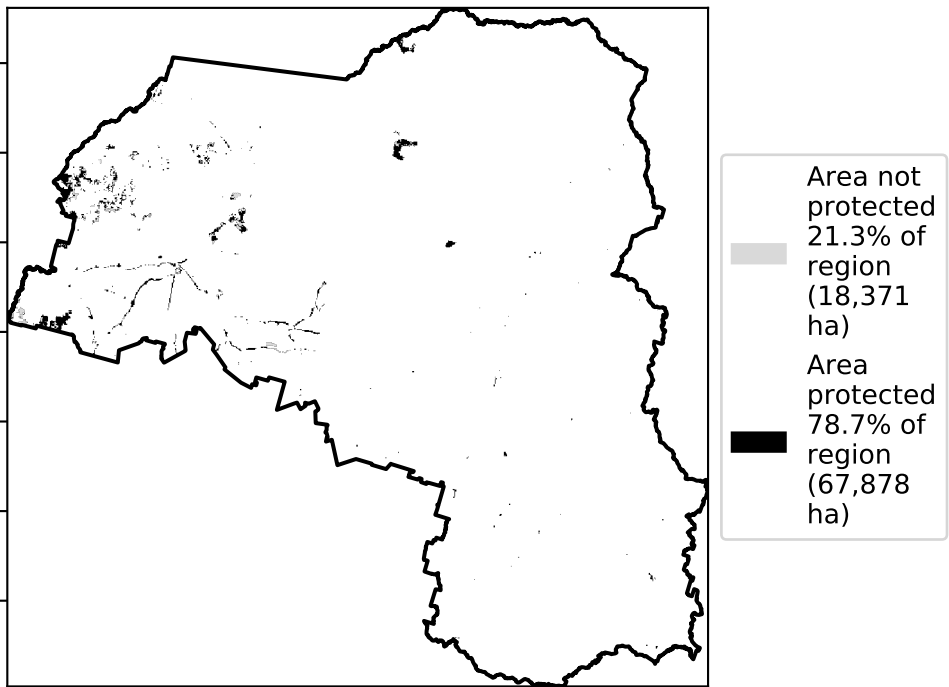 Area not
protected
21.3% of
region
(18,371
ha)
Area
protected
78.7% of
region
(67,878
ha)